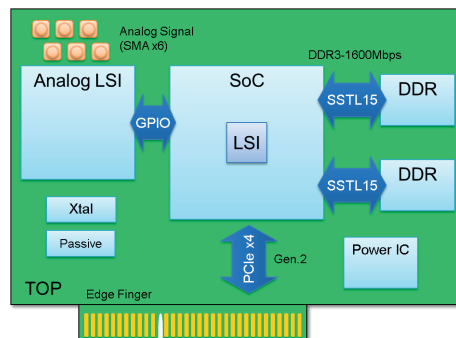 Analog Signal
(SMA x6)
DDR3-1600Mbps
Analog LSI
SoC
DDR
SSTL15
GPIO
LSI
DDR
SSTL15
Xtal
Passive
PCIe x4
Gen.2
Power IC
TOP
Edge Finger